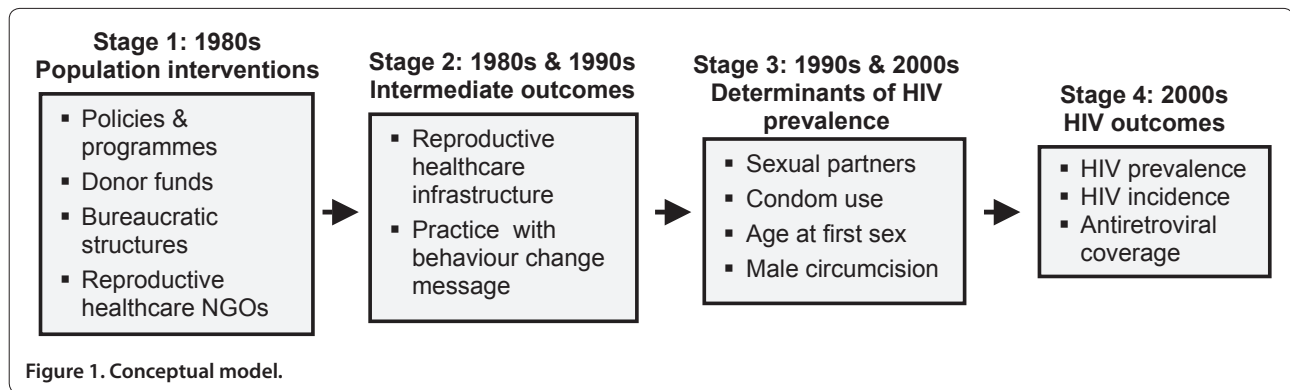 Stage 1: 1980s
Population interventions
▪ Policies &
programmes
▪ Donor funds
▪ Bureaucratic
structures
▪ Reproductive
healthcare NGOs
Stage 2: 1980s & 1990s
Intermediate outcomes
▪ Reproductive
healthcare
infrastructure
▪ Practice with
behaviour change
message
Stage 3: 1990s & 2000s
Determinants of HIV
prevalence
▪ Sexual partners
▪ Condom use
▪ Age at first sex
▪ Male circumcision
Stage 4: 2000s
HIV outcomes
▪ HIV prevalence
▪ HIV incidence
▪ Antiretroviral
coverage
Figure 1. Conceptual model.